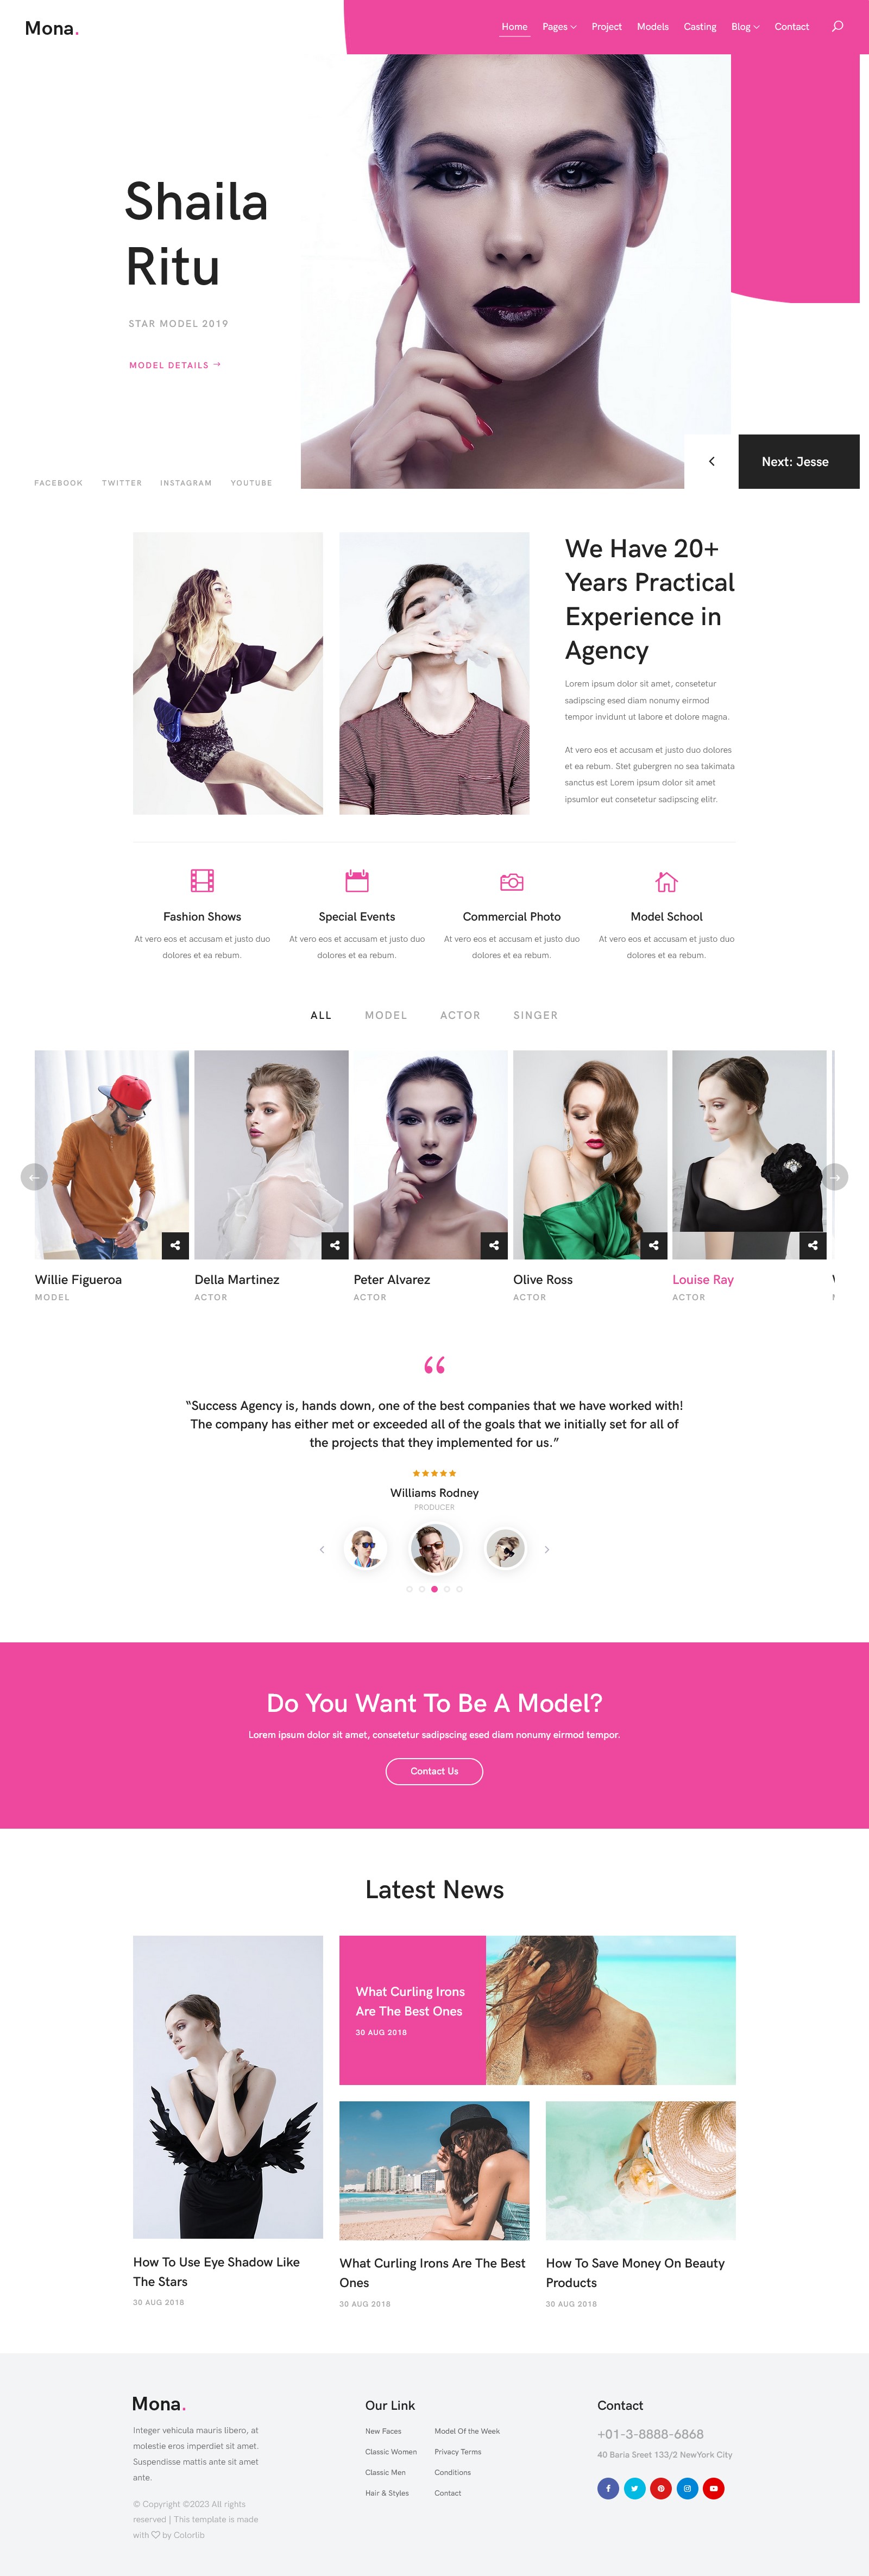 Mona.
Home Pages Project Models Casting Blog Contact
Shaila
Ritu
STAR MODEL 2019
MODEL DETAILS →
Next: Jesse
FACEBOOK TWITTER INSTAGRAM YOUTUBE
We Have 20+
Years Practical
Experience in
Agency
Lorem ipsum dolor sit amet, consetetur
sadipscing esed diam nonumy eirmod
tempor invidunt ut labore et dolore magna.
At vero eos et accusam et justo duo dolores
et ea rebum. Stet gubergren no sea takimata
sanctus est Lorem ipsum dolor sit amet
ipsumlor eut consetetur sadipscing elitr.
Fashion Shows
At vero eos et accusam et justo duo
dolores et ea rebum.
Special Events
At vero eos et accusam et justo duo
dolores et ea rebum.
Commercial Photo
At vero eos et accusam et justo duo
dolores et ea rebum.
Model School
At vero eos et accusam et justo duo
dolores et ea rebum.
ALL MODEL ACTOR SINGER
Willie Figueroa
MODEL
Della Martinez
ACTOR
Peter Alvarez
ACTOR
Olive Ross
ACTOR
Louise Ray
ACTOR
“Success Agency is, hands down, one of the best companies that we have worked with!
The company has either met or exceeded all of the goals that we initially set for all of
the projects that they implemented for us.”
Williams Rodney
PRODUCER
Do You Want To Be A Model?
Lorem ipsum dolor sit amet, consetetur sadipscing esed diam nonumy eirmod tempor.
Contact Us
Latest News
How To Use Eye Shadow Like
The Stars
30 AUG 2018
What Curling Irons
Are The Best Ones
30 AUG 2018
What Curling Irons Are The Best
Ones
30 AUG 2018
How To Save Money On Beauty
Products
30 AUG 2018
Mona.
Integer vehicula mauris libero, at
molestie eros imperdiet sit amet.
Suspendisse mattis ante sit amet
ante.
© Copyright ©2023 All rights
reserved | This template is made
with ♡ by Colorlib
Our Link
New Faces
Classic Women
Classic Men
Hair & Styles
Model Of the Week
Privacy Terms
Conditions
Contact
Contact
+01-3-8888-6868
40 Baria Sreet 133/2 NewYork City